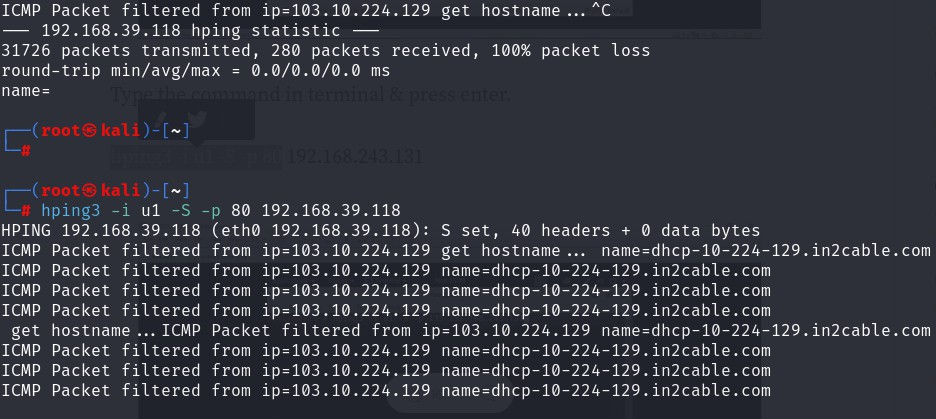 ICMP Packet filtered from ip=103.10.224.129 get hostname...^C
— 192.168.39.118 hping statistic —
31726 packets transmitted, 280 packets received, 100% packet loss
round-trip min/avg/max = 0.0/0.0/0.0 ms
name=
Type the command in terminal & press enter.
┌──(root㉿kali)-[~]
└─#
hping3 -i u1 -S -p 80 192.168.243.131
┌──(root㉿kali)-[~]
└─# hping3 -i u1 -S -p 80 192.168.39.118
HPING 192.168.39.118 (eth0 192.168.39.118): S set, 40 headers + 0 data bytes
ICMP Packet filtered from ip=103.10.224.129 get hostname... name=dhcp-10-224-129.in2cable.com
ICMP Packet filtered from ip=103.10.224.129 name=dhcp-10-224-129.in2cable.com
ICMP Packet filtered from ip=103.10.224.129 name=dhcp-10-224-129.in2cable.com
ICMP Packet filtered from ip=103.10.224.129 name=dhcp-10-224-129.in2cable.com
 get hostname...ICMP Packet filtered from ip=103.10.224.129 name=dhcp-10-224-129.in2cable.com
ICMP Packet filtered from ip=103.10.224.129 name=dhcp-10-224-129.in2cable.com
ICMP Packet filtered from ip=103.10.224.129 name=dhcp-10-224-129.in2cable.com
ICMP Packet filtered from ip=103.10.224.129 name=dhcp-10-224-129.in2cable.com